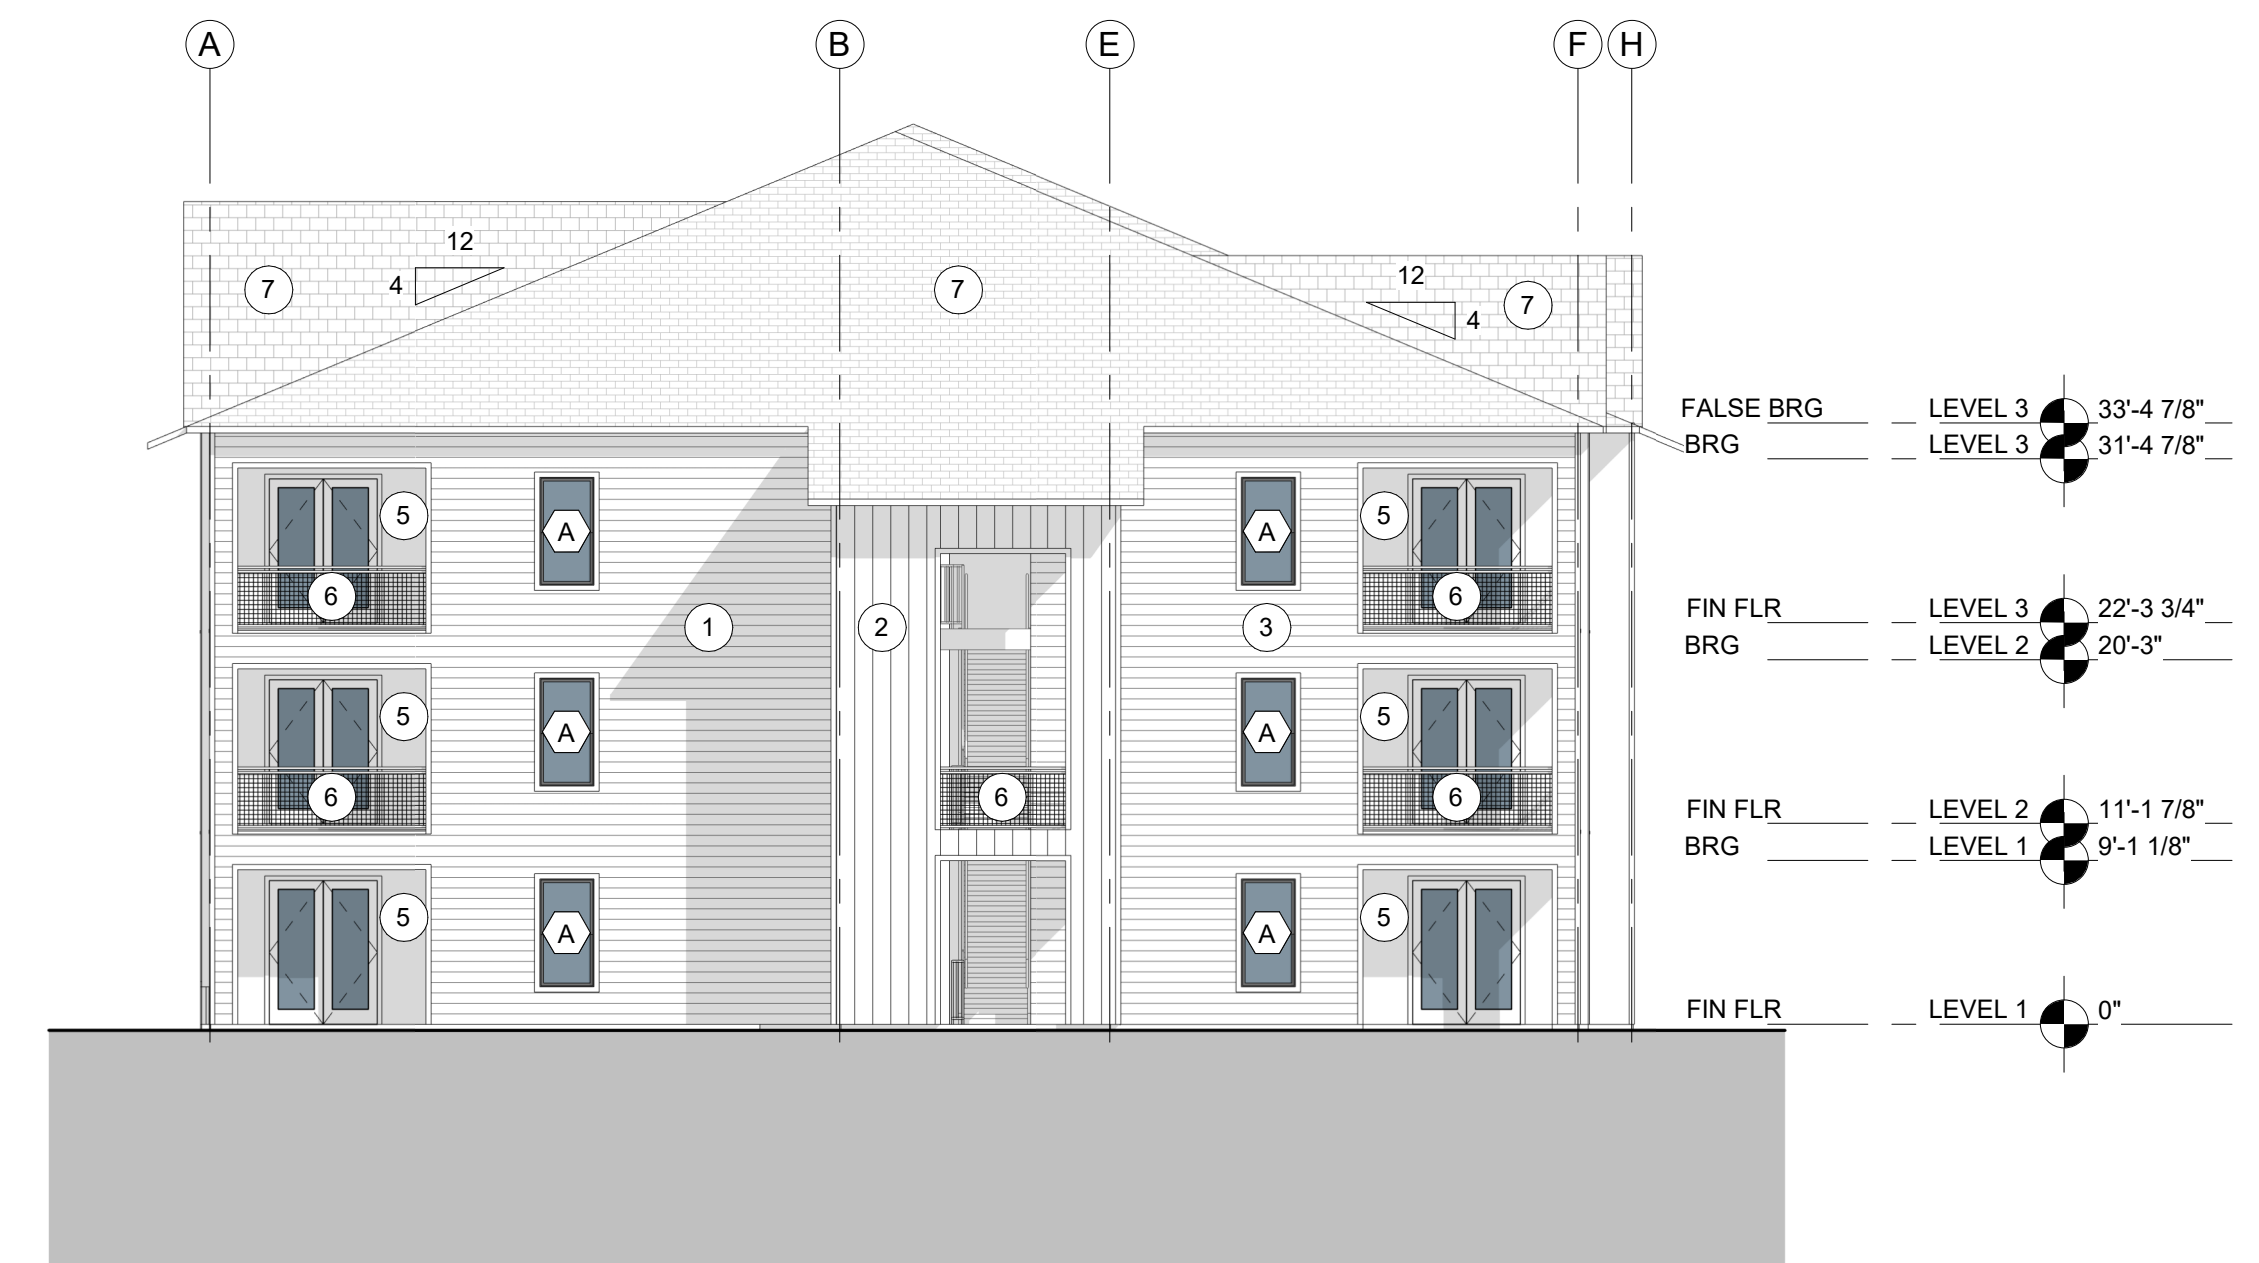 A B E F H
12
4
7
7
12
4
7
FALSE BRG LEVEL 3 33'-4 7/8"
BRG LEVEL 3 31'-4 7/8"
5
A
A
5
6
6
1
2
3
FIN FLR LEVEL 3 22'-3 3/4"
BRG LEVEL 2 20'-3"
5
A
A
5
6
6
6
FIN FLR LEVEL 2 11'-1 7/8"
BRG LEVEL 1 9'-1 1/8"
5
A
A
5
FIN FLR LEVEL 1 0"